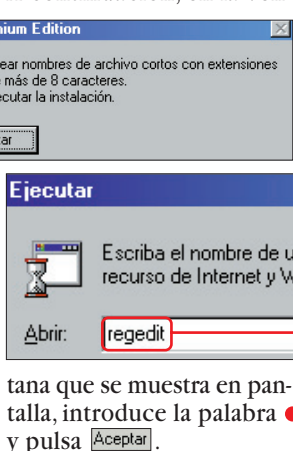 nium Edition
ear nombres de archivo cortos con extensiones
más de 8 caracteres.
cutar la instalación.
ar
Ejecutar
Escriba el nombre de u
recurso de Internet y W
Abrir: regedit
tana que se muestra en pan-
talla, introduce la palabra
y pulsa Aceptar.